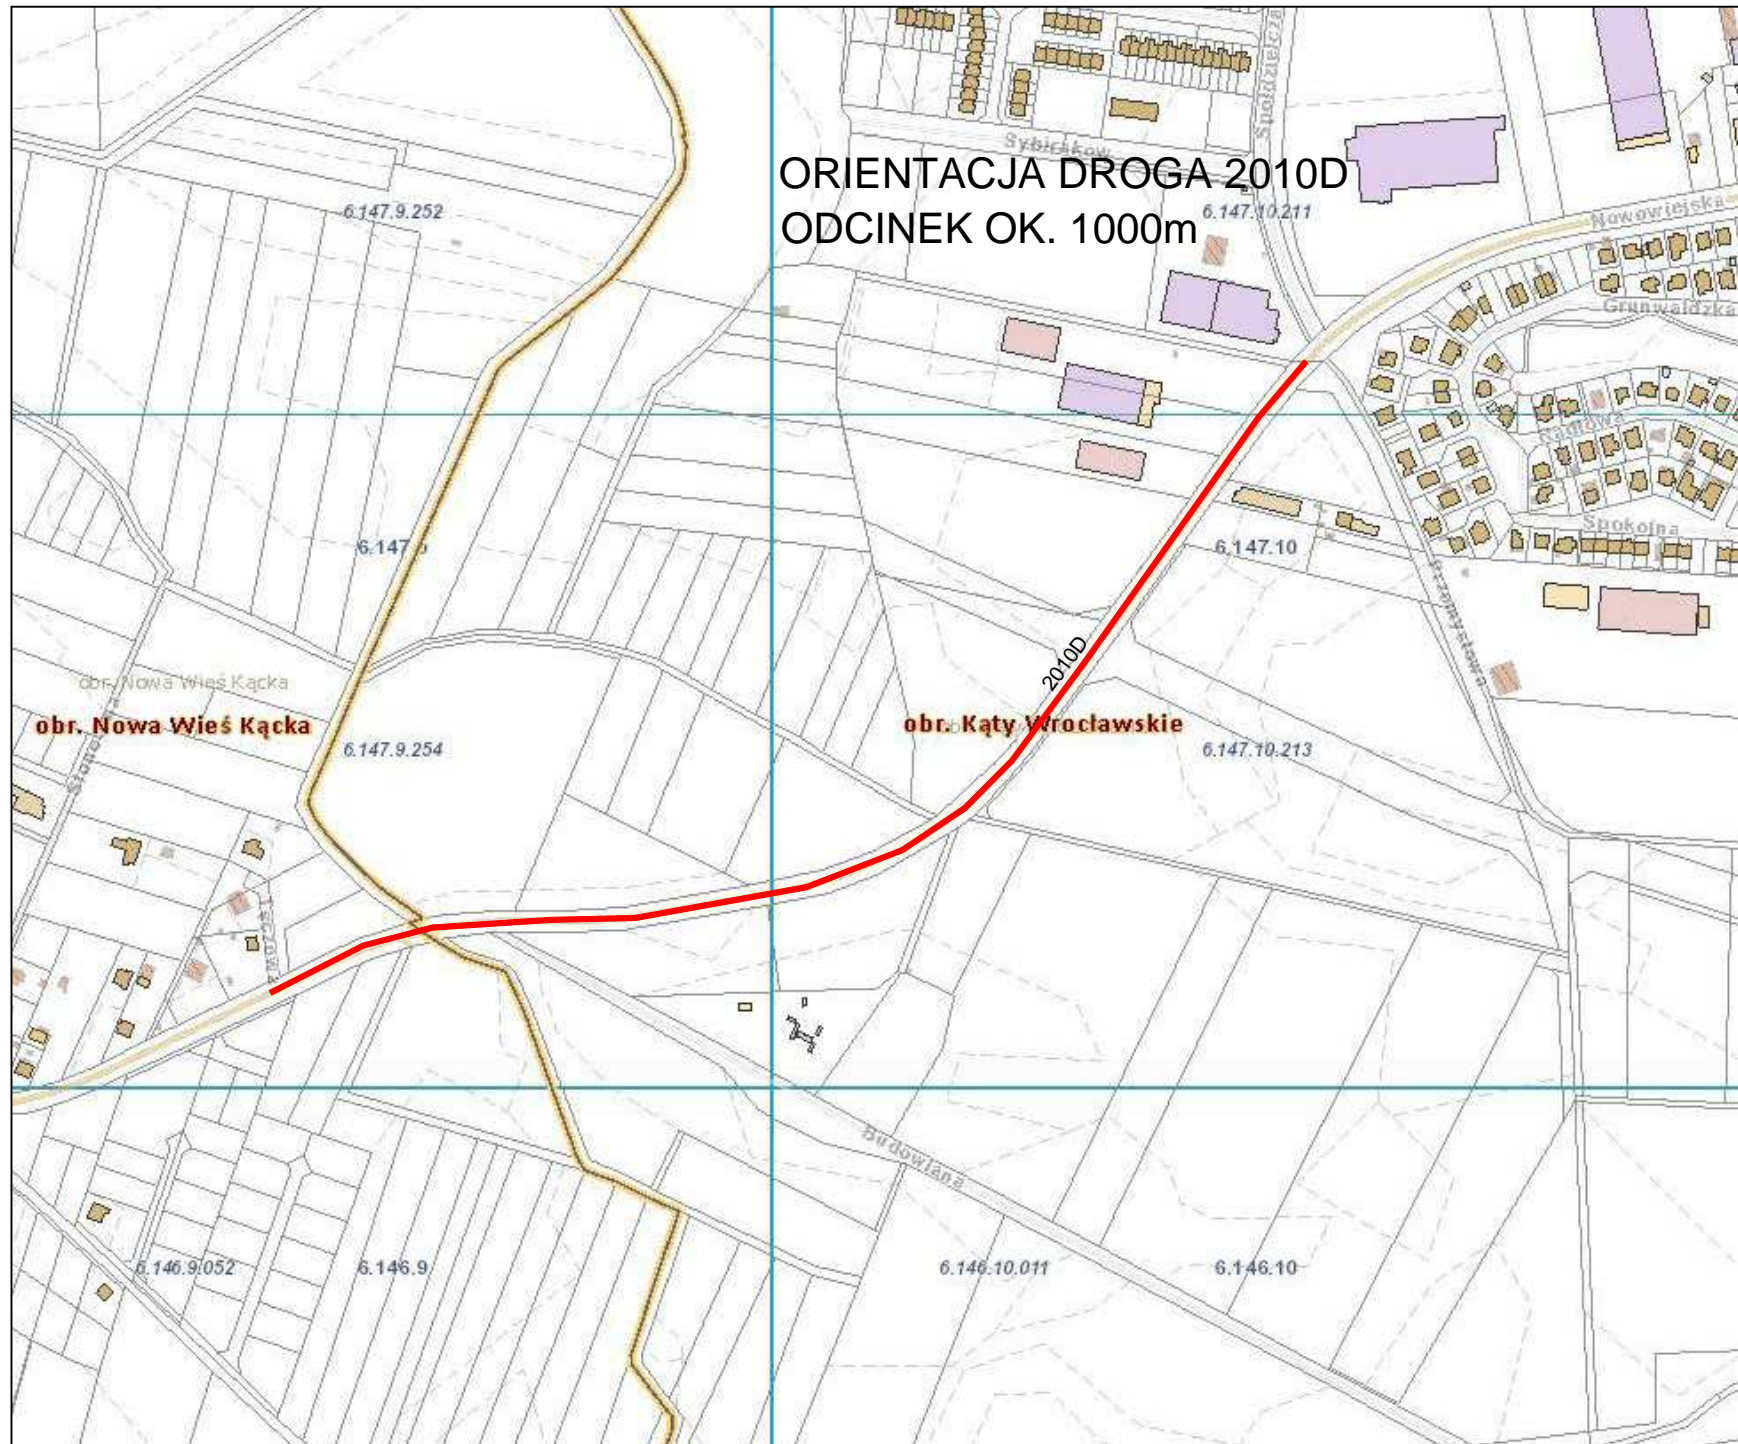 Spółdzielcza
Sybiraków
ORIENTACJA DROGA 2010D
ODCINEK OK. 1000m
6.147.9.252
6.147.10.211
Nowowiejska
Grunwaldzka
Spokojna
6.147.10
Przemysłowa
2010D
obr. Nowa Wieś Kącka
obr. Nowa Wieś Kącka
obr. Kąty Wrocławskie
6.147.9.254
6.147.10.213
Budowlana
6.146.9.052
6.146.9
6.146.10.011
6.146.10